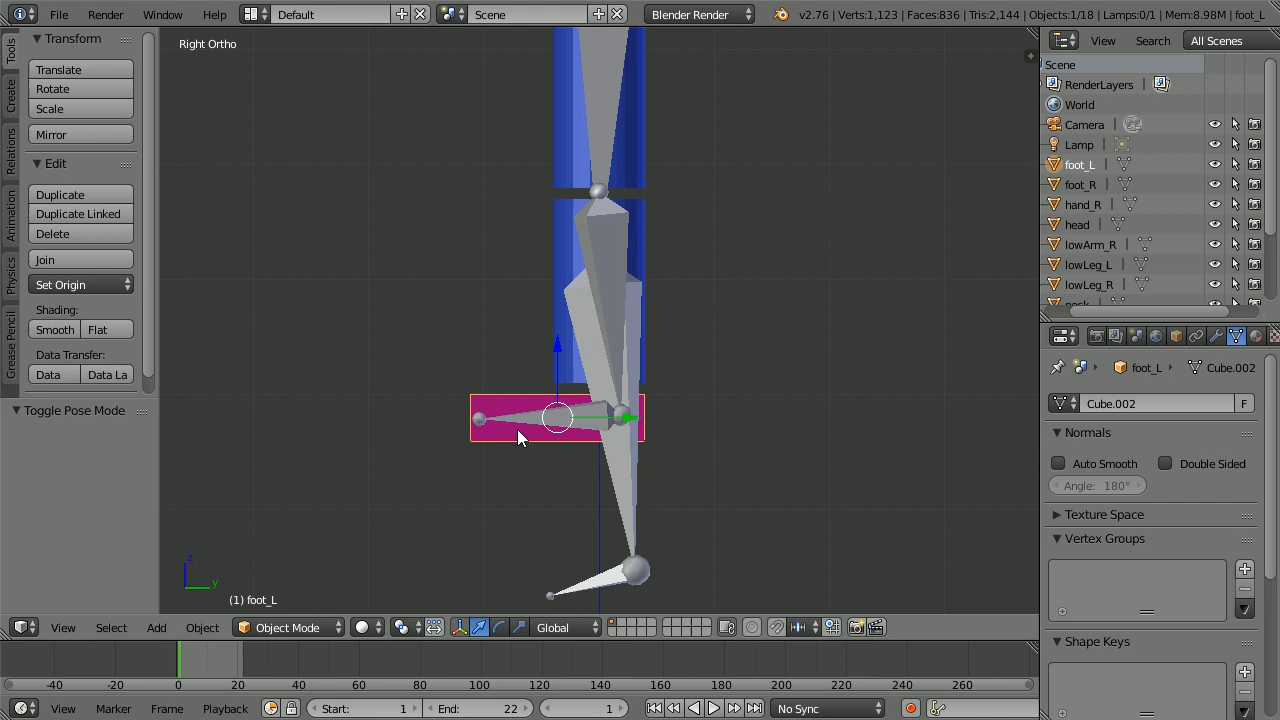 File Render Window Help Default Scene Blender Render v2.76 | Verts:1,123 | Faces:836 | Tris:2,144 | Objects:1/18 | Lamps:0/1 | Mem:8.98M | foot_L
Tools
Create
Relations
Animation
Physics
Grease Pencil
Transform
Translate
Rotate
Scale
Mirror
Edit
Duplicate
Duplicate Linked
Delete
Join
Set Origin
Shading:
Smooth Flat
Data Transfer:
Data Data La
Toggle Pose Mode
Right Ortho
z
y
(1) foot_L
View Select Add Object Object Mode Global
-40 -20 0 20 40 60 80 100 120 140 160 180 200 220 240 260
View Marker Frame Playback Start: 1 End: 22 1 No Sync
View Search All Scenes
Scene
RenderLayers |
World
Camera |
Lamp |
foot_L |
foot_R |
hand_R |
head |
lowArm_R |
lowLeg_L |
lowLeg_R |
foot_L Cube.002
Cube.002 F
Normals
Auto Smooth Double Sided
Angle: 180°
Texture Space
Vertex Groups
Shape Keys